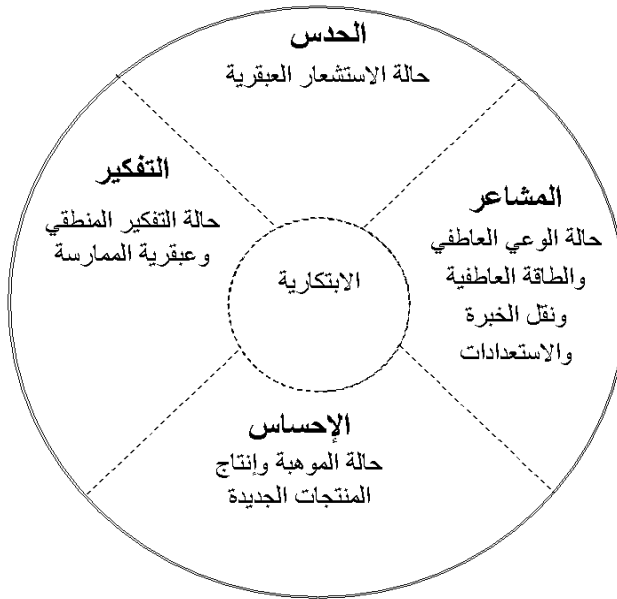 الحدس
حالة الاستشعار العبقرية
المشاعر
حالة الوعي العاطفي
والطاقة العاطفية
ونقل الخبرة
والاستعدادات
التفكير
حالة التفكير المنطقي
وعبقرية الممارسة
الابتكارية
الإحساس
حالة الموهبة وإنتاج
المنتجات الجديدة